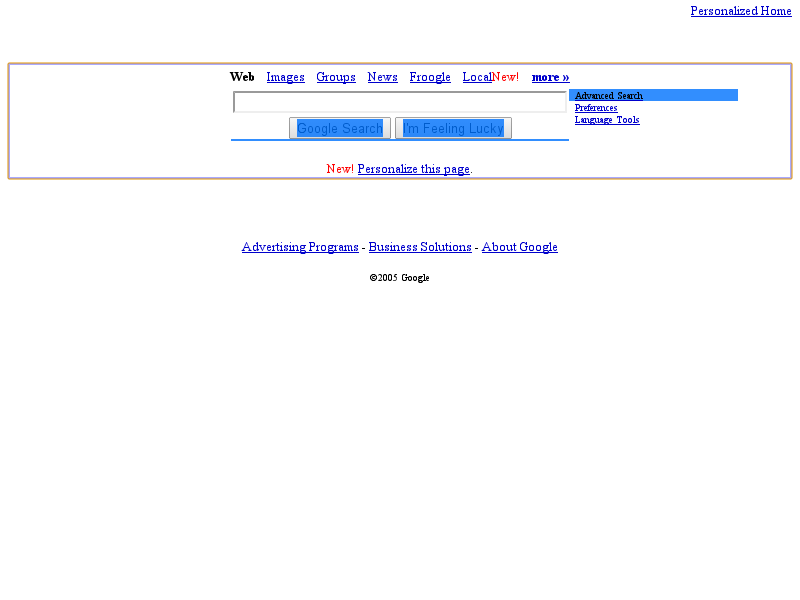 Personalized Home
Web Images Groups News Froogle LocalNew! more »
Advanced Search
Preferences
Language Tools
Google Search I'm Feeling Lucky
New! Personalize this page.
Advertising Programs - Business Solutions - About Google
©2005 Google